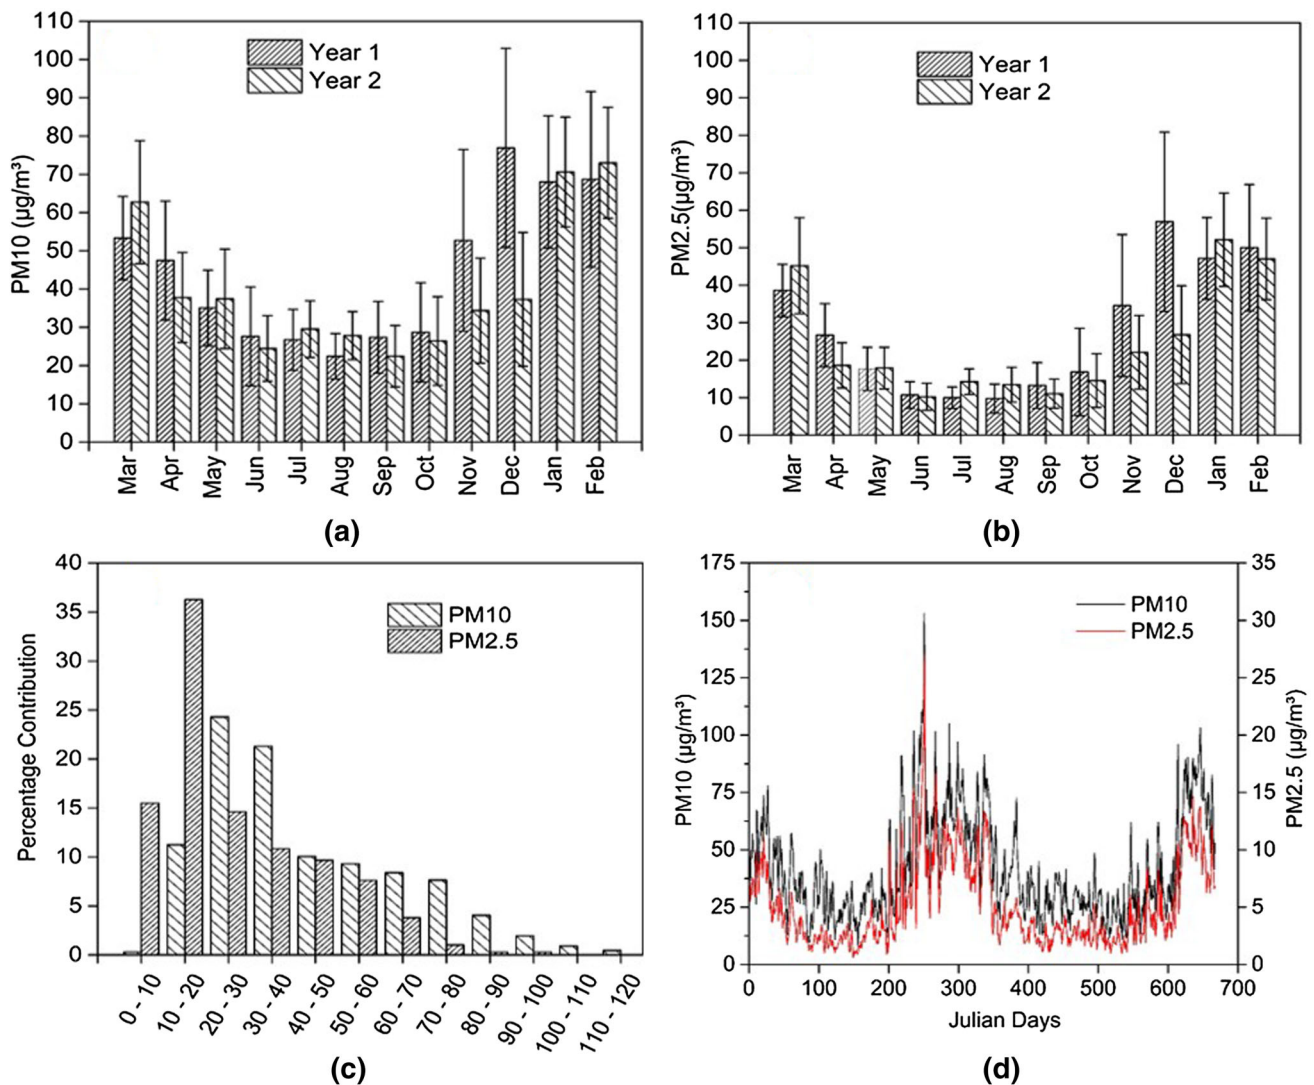 110
100
90
80
70
60
50
40
30
20
10
0
PM10 (µg/m³)
Year 1
Year 2
Mar
Apr
May
Jun
Jul
Aug
Sep
Oct
Nov
Dec
Jan
Feb
(a)
110
100
90
80
70
60
50
40
30
20
10
0
PM2.5(µg/m³)
Year 1
Year 2
Mar
Apr
May
Jun
Jul
Aug
Sep
Oct
Nov
Dec
Jan
Feb
(b)
40
35
30
25
20
15
10
5
0
Percentage Contribution
PM10
PM2.5
0 - 10
10 - 20
20 - 30
30 - 40
40 - 50
50 - 60
60 - 70
70 - 80
80 - 90
90 - 100
100 - 110
110 - 120
(c)
175
150
125
100
75
50
25
0
PM10 (µg/m³)
PM10
PM2.5
35
30
25
20
15
10
5
0
PM2.5 (µg/m³)
0 100 200 300 400 500 600 700
Julian Days
(d)